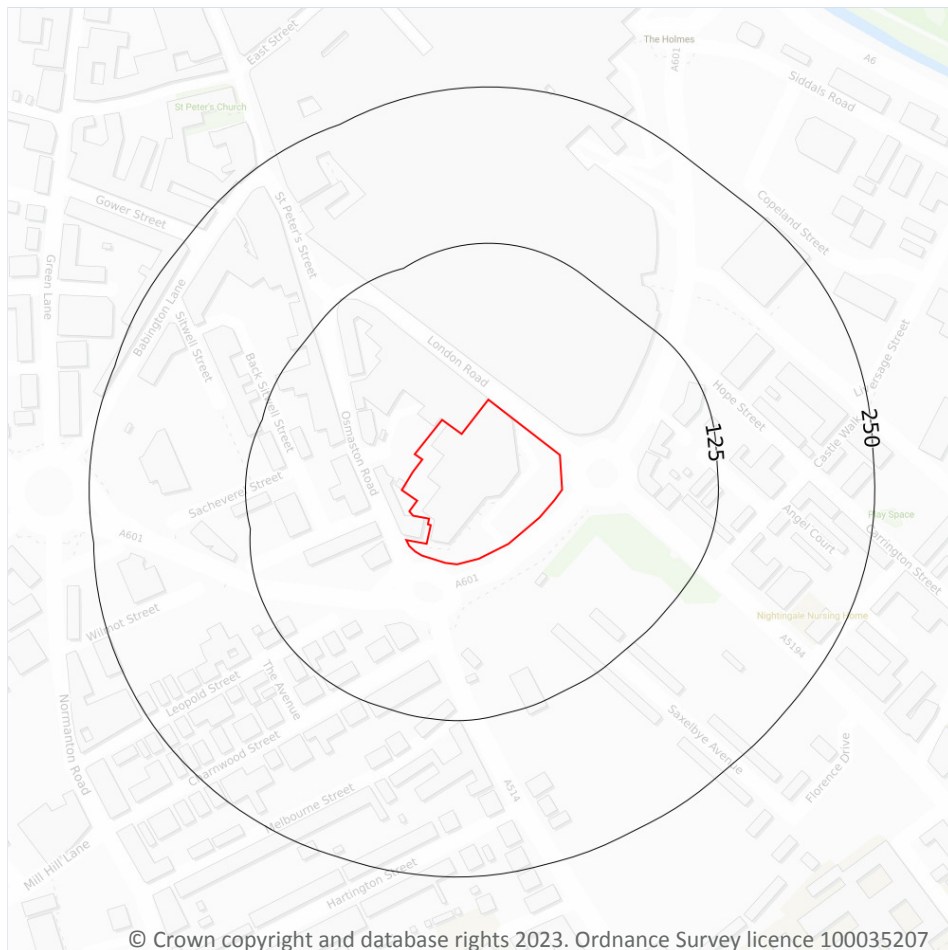 The Holmes
East Street
A601
A6
Siddals Road
St Peter's Church
Gower Street
St Peter's Street
Copeland Street
Green Lane
Babington Lane
Sitwell Street
Back Sitwell Street
London Road
Liversage Street
Hope Street
Osmaston Road
Castle Walk
125
250
Sacheverel Street
Play Space
Angel Court
Carrington Street
A601
A601
Wilmot Street
Nightingale Nursing Home
A5194
Leopold Street
The Avenue
Normanton Road
Saxelbye Avenue
Charnwood Street
Florence Drive
A514
Melbourne Street
Mill Hill Lane
Hartington Street
© Crown copyright and database rights 2023. Ordnance Survey licence 100035207